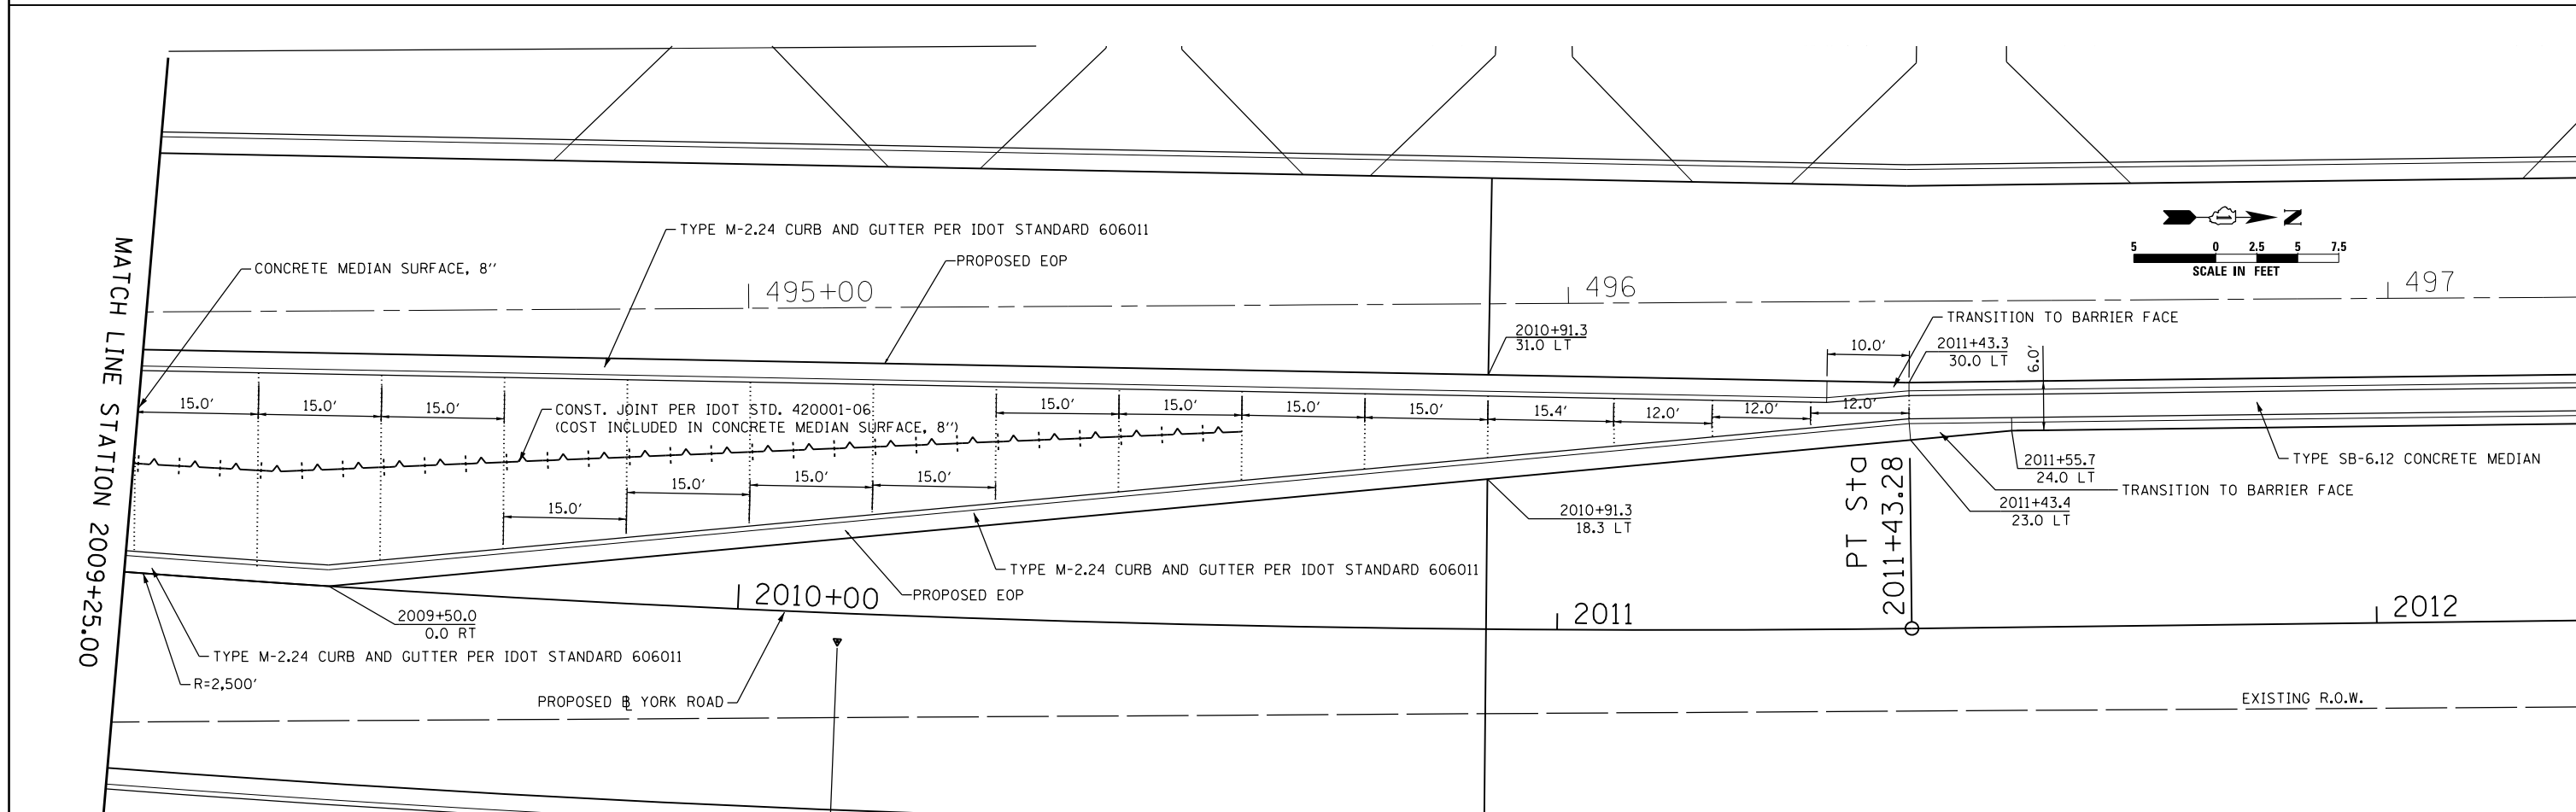 TYPE M-2.24 CURB AND GUTTER PER IDOT STANDARD 606011
CONCRETE MEDIAN SURFACE, 8''
PROPOSED EOP
MATCH LINE STATION 2009+25.00
495+00
496
497
N
5 0 2.5 5 7.5
SCALE IN FEET
2010+91.3
31.0 LT
TRANSITION TO BARRIER FACE
10.0'
2011+43.3
30.0 LT
6.0'
15.0'
15.0'
15.0'
CONST. JOINT PER IDOT STD. 420001-06
(COST INCLUDED IN CONCRETE MEDIAN SURFACE, 8'')
15.0'
15.0'
15.0'
15.0'
15.4'
12.0'
12.0'
12.0'
15.0'
15.0'
15.0'
15.0'
TYPE SB-6.12 CONCRETE MEDIAN
2011+55.7
24.0 LT
TRANSITION TO BARRIER FACE
2011+43.4
23.0 LT
PT Sta
2011+43.28
2010+91.3
18.3 LT
TYPE M-2.24 CURB AND GUTTER PER IDOT STANDARD 606011
PROPOSED EOP
2010+00
2011
2012
2009+50.0
0.0 RT
TYPE M-2.24 CURB AND GUTTER PER IDOT STANDARD 606011
R=2,500'
PROPOSED BL YORK ROAD
EXISTING R.O.W.